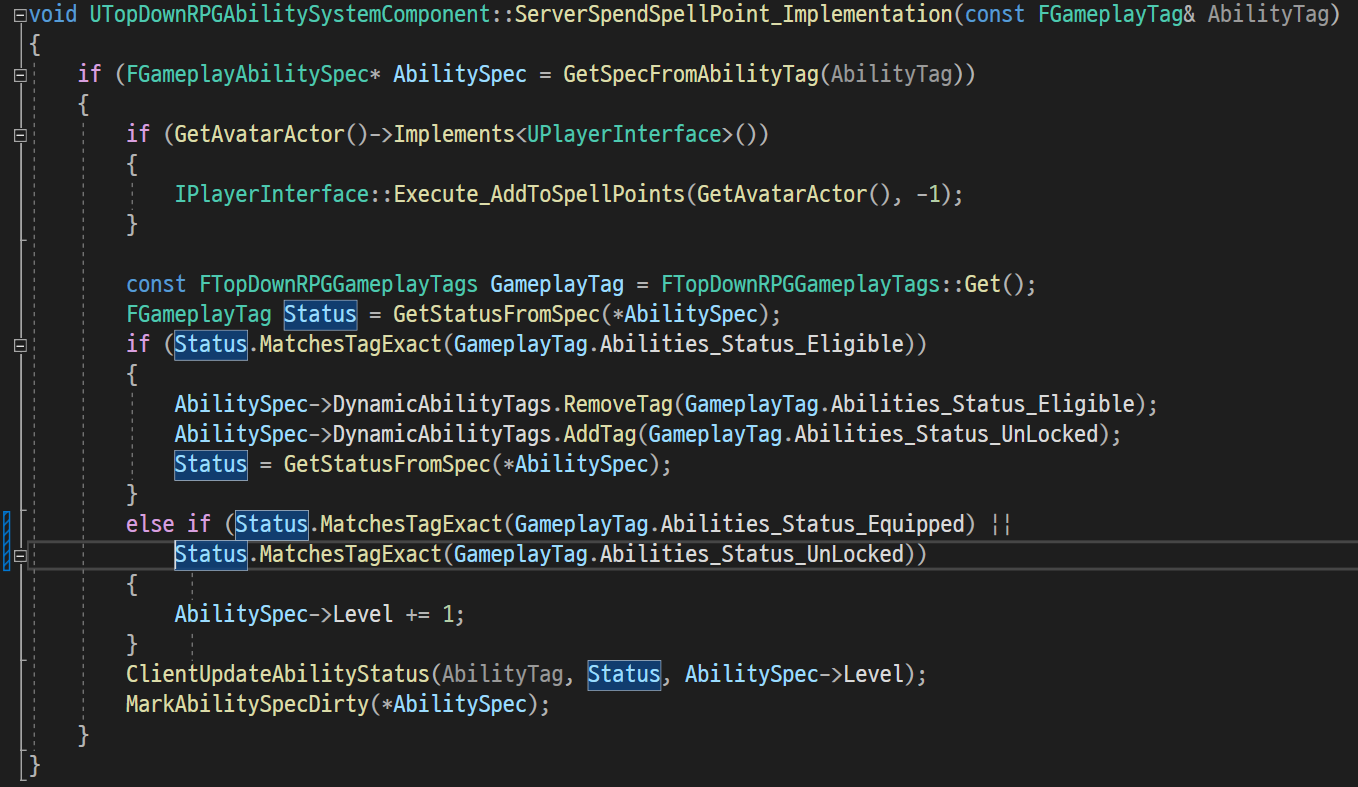 void UTopDownRPGAbilitySystemComponent::ServerSpendSpellPoint_Implementation(const FGameplayTag& AbilityTag)
{
    if (FGameplayAbilitySpec* AbilitySpec = GetSpecFromAbilityTag(AbilityTag))
    {
        if (GetAvatarActor()->Implements<UPlayerInterface>())
        {
            IPlayerInterface::Execute_AddToSpellPoints(GetAvatarActor(), -1);
        }

        const FTopDownRPGGameplayTags GameplayTag = FTopDownRPGGameplayTags::Get();
        FGameplayTag Status = GetStatusFromSpec(*AbilitySpec);
        if (Status.MatchesTagExact(GameplayTag.Abilities_Status_Eligible))
        {
            AbilitySpec->DynamicAbilityTags.RemoveTag(GameplayTag.Abilities_Status_Eligible);
            AbilitySpec->DynamicAbilityTags.AddTag(GameplayTag.Abilities_Status_UnLocked);
            Status = GetStatusFromSpec(*AbilitySpec);
        }
        else if (Status.MatchesTagExact(GameplayTag.Abilities_Status_Equipped) ||
            Status.MatchesTagExact(GameplayTag.Abilities_Status_UnLocked))
        {
            AbilitySpec->Level += 1;
        }
        ClientUpdateAbilityStatus(AbilityTag, Status, AbilitySpec->Level);
        MarkAbilitySpecDirty(*AbilitySpec);
    }
}